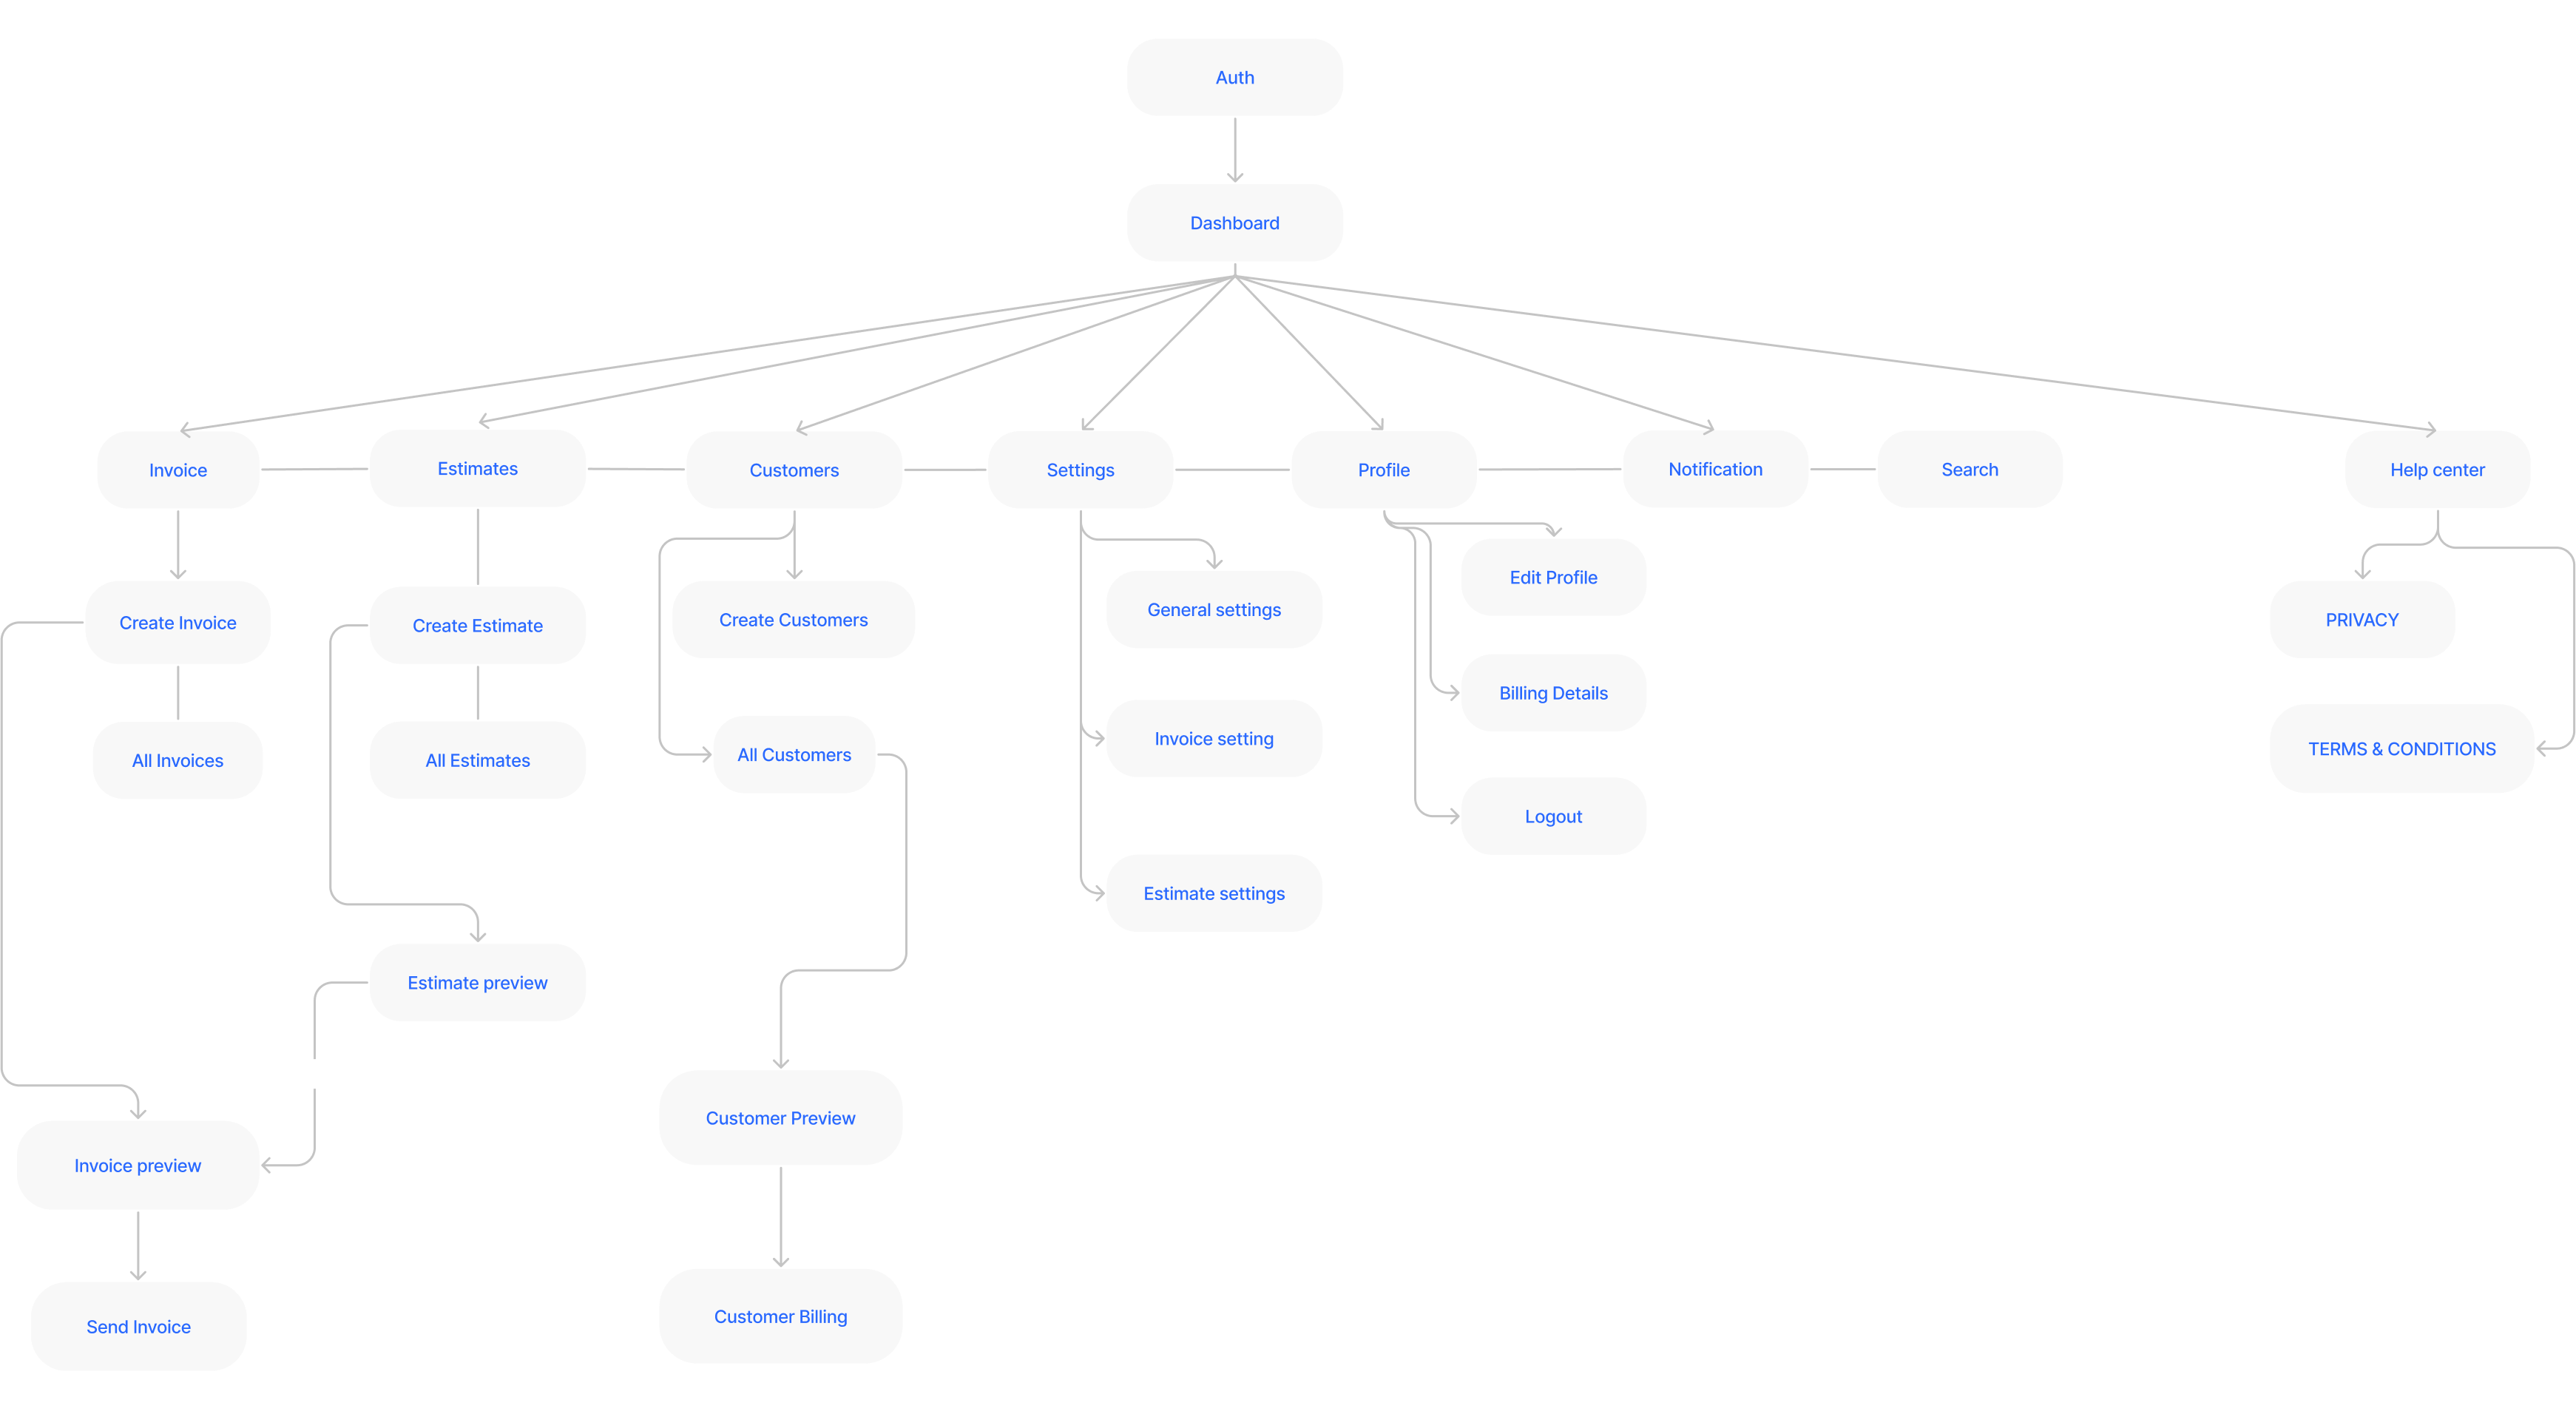 Auth
Dashboard
Invoice
Estimates
Customers
Settings
Profile
Notification
Search
Help center
Create Invoice
Create Estimate
Create Customers
General settings
Edit Profile
PRIVACY
All Invoices
All Estimates
All Customers
Invoice setting
Billing Details
TERMS & CONDITIONS
Estimate settings
Logout
Estimate preview
Customer Preview
Invoice preview
Customer Billing
Send Invoice